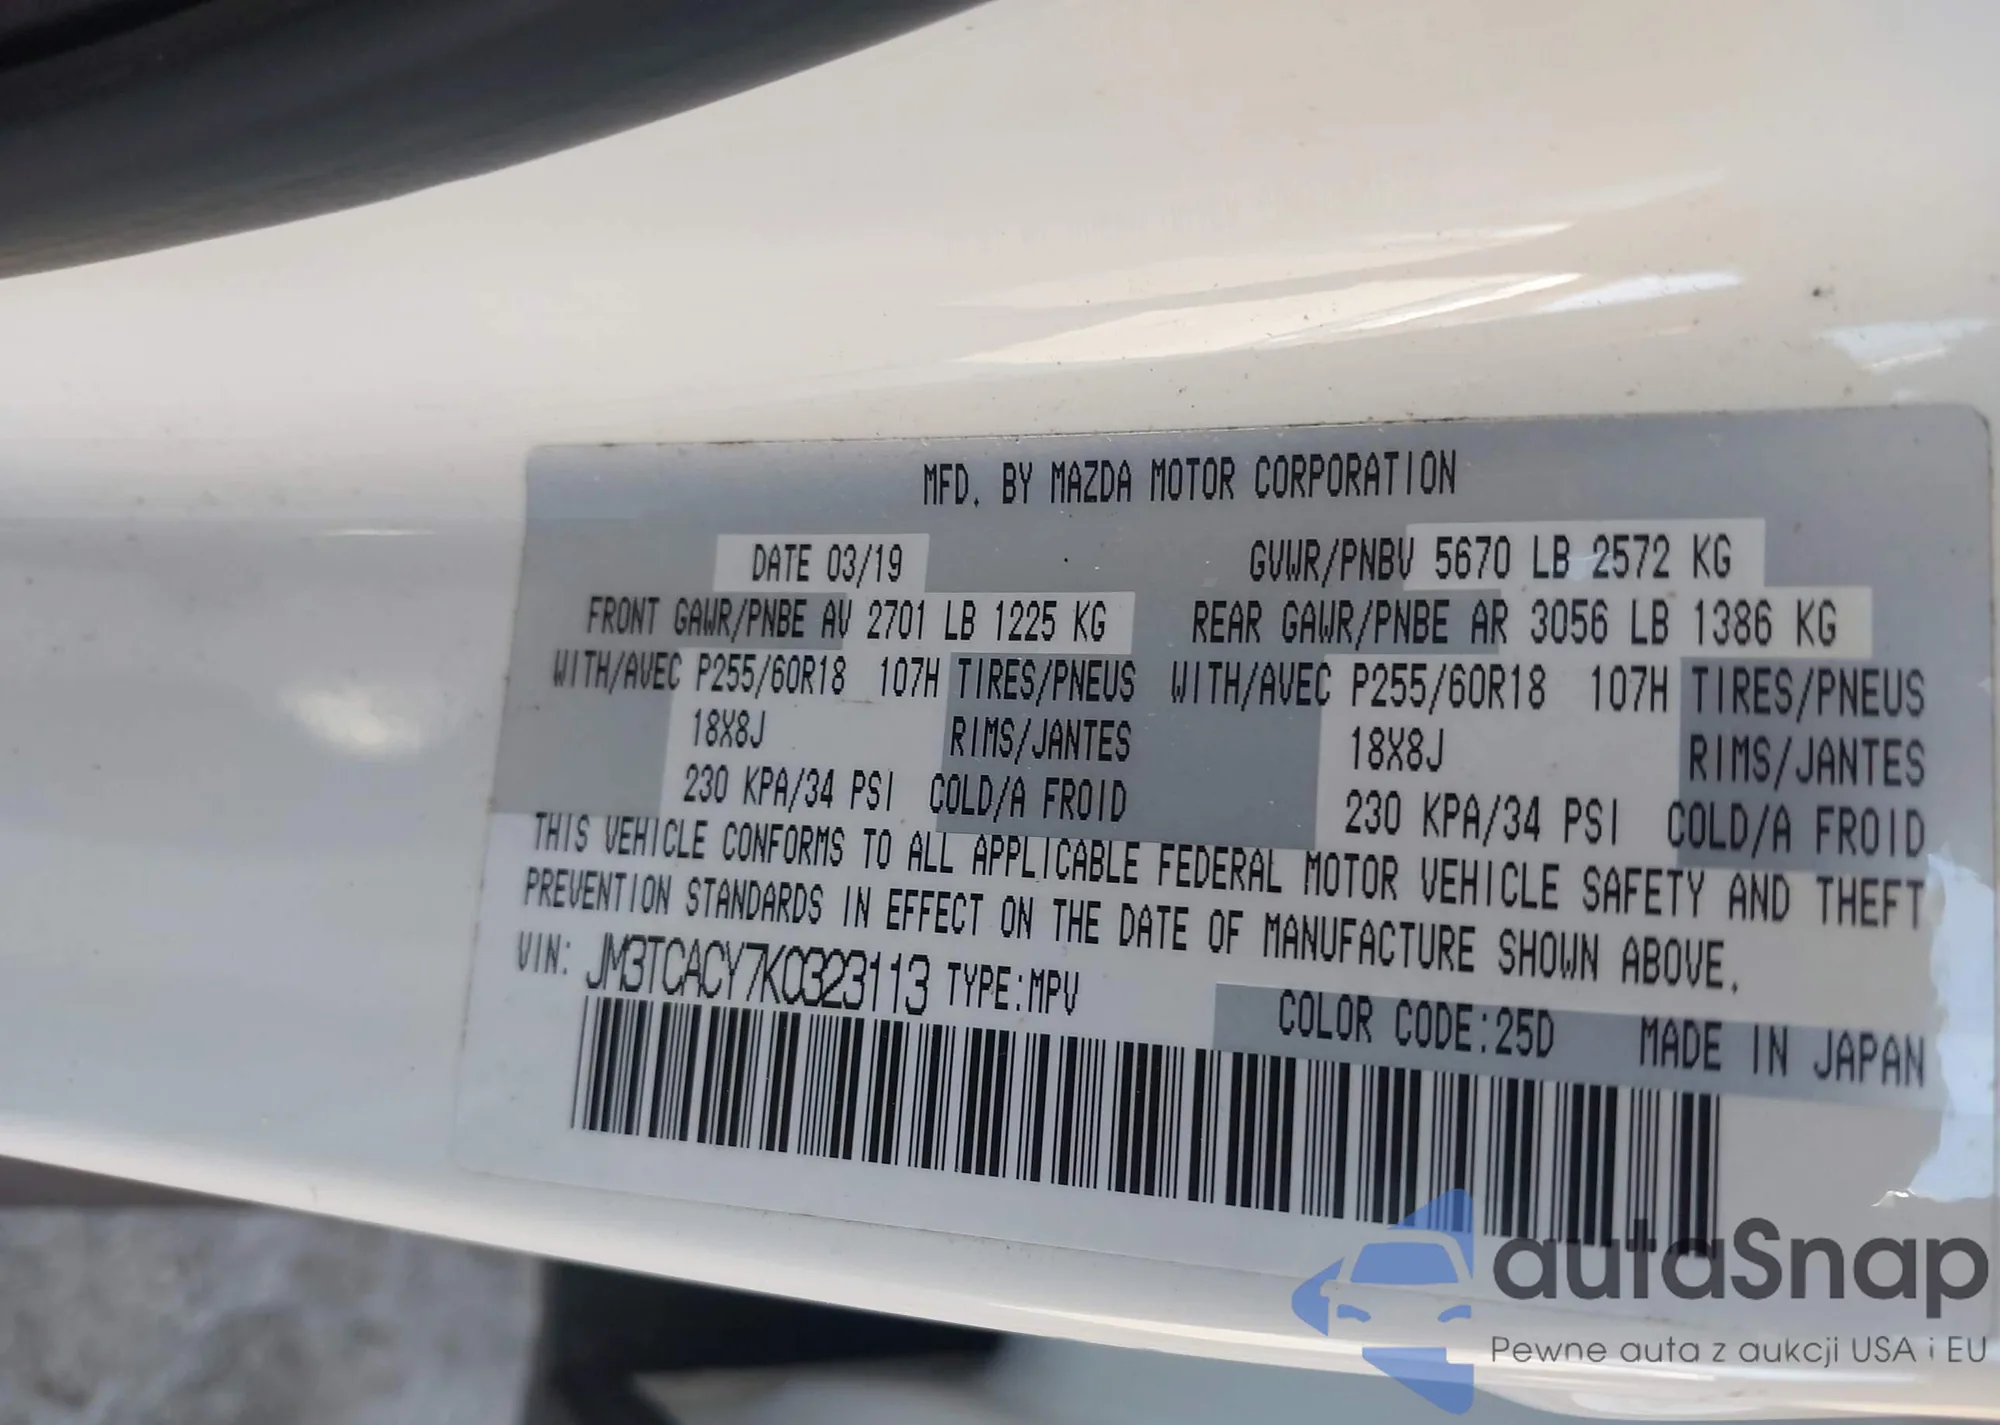 MFD. BY MAZDA MOTOR CORPORATION
DATE 03/19 GVWR/PNBV 5670 LB 2572 KG
FRONT GAWR/PNBE AV 2701 LB 1225 KG REAR GAWR/PNBE AR 3056 LB 1386 KG
WITH/AVEC P255/60R18 107H TIRES/PNEUS WITH/AVEC P255/60R18 107H TIRES/PNEUS
18X8J RIMS/JANTES 18X8J RIMS/JANTES
230 KPA/34 PSI COLD/A FROID 230 KPA/34 PSI COLD/A FROID
THIS VEHICLE CONFORMS TO ALL APPLICABLE FEDERAL MOTOR VEHICLE SAFETY AND THEFT
PREVENTION STANDARDS IN EFFECT ON THE DATE OF MANUFACTURE SHOWN ABOVE.
VIN: JM3TCACY7K0323113 TYPE:MPV
COLOR CODE:25D MADE IN JAPAN
autaSnap
Pewne auta z aukcji USA i EU